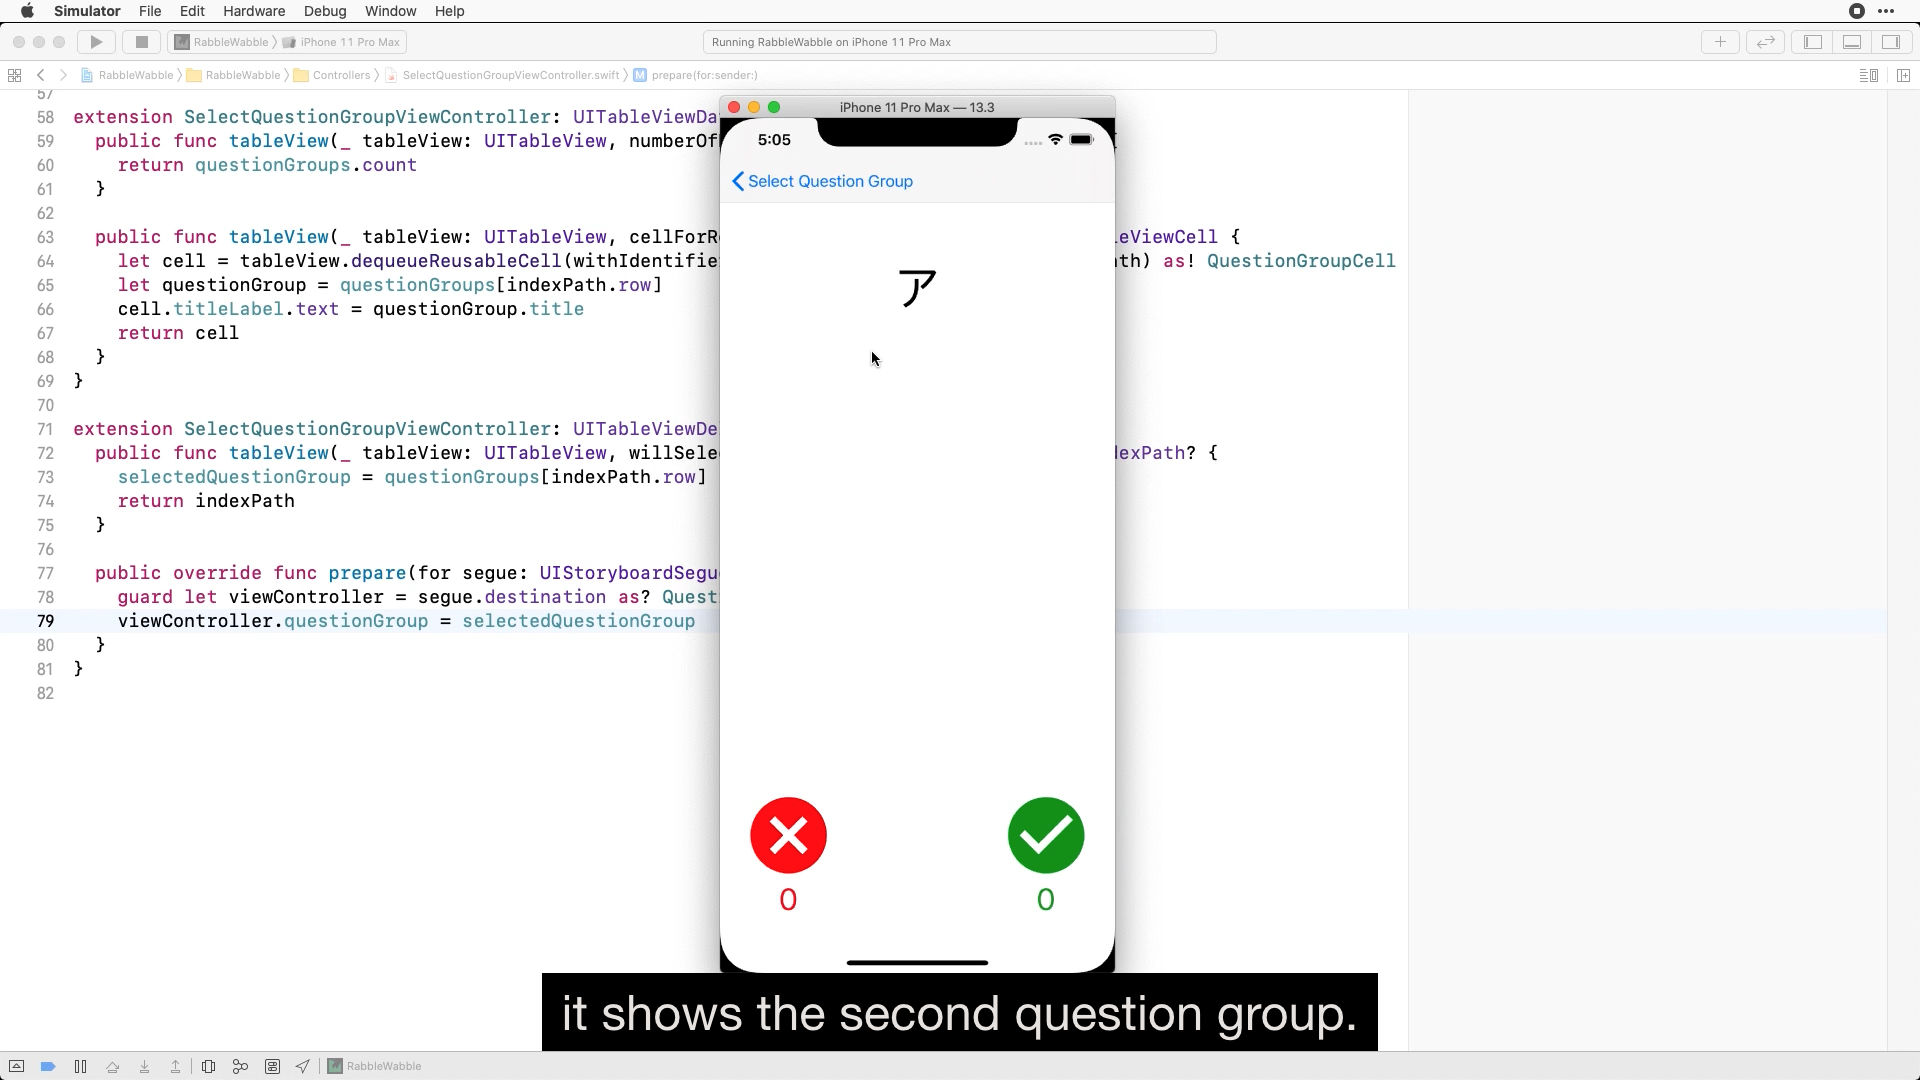 Simulator File Edit Hardware Debug Window Help
RabbleWabble iPhone 11 Pro Max
Running RabbleWabble on iPhone 11 Pro Max
RabbleWabble RabbleWabble Controllers SelectQuestionGroupViewController.swift M prepare(for:sender:)
57
58 extension SelectQuestionGroupViewController: UITableViewDa
59 public func tableView(_ tableView: UITableView, numberOf
60 return questionGroups.count
61 }
62
63 public func tableView(_ tableView: UITableView, cellForR eViewCell {
64 let cell = tableView.dequeueReusableCell(withIdentifie th) as! QuestionGroupCell
65 let questionGroup = questionGroups[indexPath.row]
66 cell.titleLabel.text = questionGroup.title
67 return cell
68 }
69 }
70
71 extension SelectQuestionGroupViewController: UITableViewDe
72 public func tableView(_ tableView: UITableView, willSele dexPath? {
73 selectedQuestionGroup = questionGroups[indexPath.row]
74 return indexPath
75 }
76
77 public override func prepare(for segue: UIStoryboardSegu
78 guard let viewController = segue.destination as? Quest
79 viewController.questionGroup = selectedQuestionGroup
80 }
81 }
82
iPhone 11 Pro Max — 13.3
5:05
Select Question Group
ア
0 0
it shows the second question group.
RabbleWabble